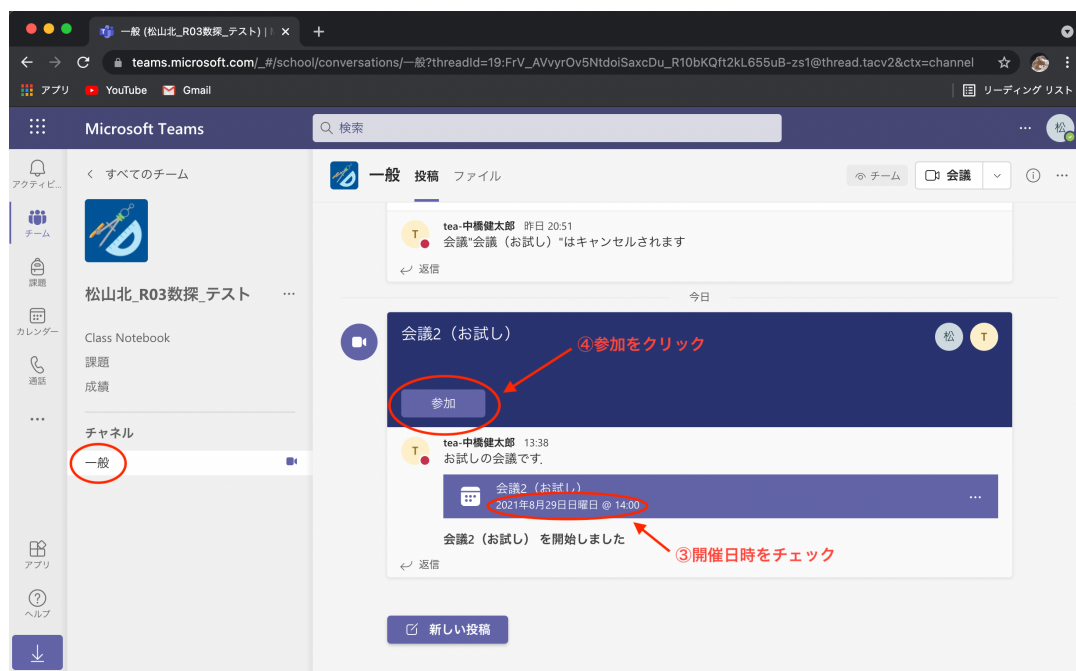 一般 (松山北_R03数探_テスト) |
teams.microsoft.com/_#/school/conversations/一般?threadId=19:FrV_AVvyrOv5NtdoiSaxcDu_R10bKQft2kL655uB-zs1@thread.tacv2&ctx=channel
アプリ YouTube Gmail リーディング リスト
Microsoft Teams 検索 松
アクティビ...
チーム
課題
カレンダー
通話
アプリ
ヘルプ
すべてのチーム
松山北_R03数探_テスト ...
Class Notebook
課題
成績
チャネル
一般
一般 投稿 ファイル チーム 会議
T tea-中橋健太郎 昨日 20:51
会議"会議（お試し）"はキャンセルされます
返信
今日
会議2（お試し） 松 T
④参加をクリック
参加
T tea-中橋健太郎 13:38
お試しの会議です.
会議2（お試し）
2021年8月29日日曜日 @ 14:00
会議2（お試し） を開始しました
③開催日時をチェック
返信
新しい投稿